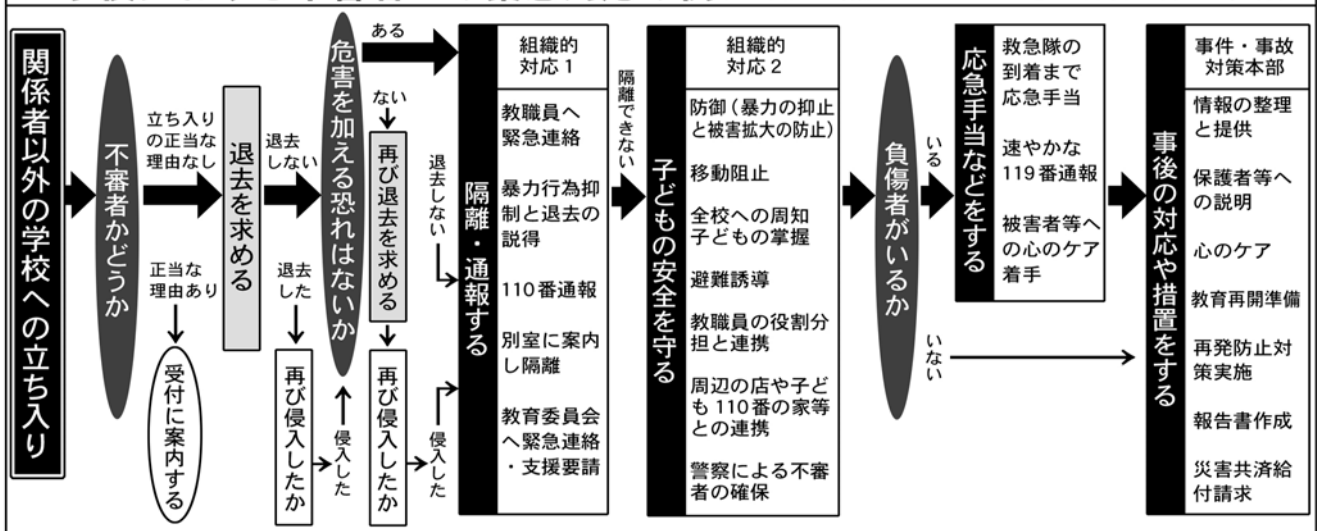 関係者以外の学校への立ち入り
不審者かどうか
立ち入り
の正当な
理由なし
正当な
理由あり
受付に案内する
退去を求める
退去
しない
退去
した
再び侵入したか
侵入した
危害を加える恐れはないか
ある
ない
再び退去を求める
退去しない
再び侵入したか
侵入した
隔離・通報する
組織的
対応1
教職員へ
緊急連絡
暴力行為抑
制と退去の
説得
110番通報
別室に案内
し隔離
教育委員会
へ緊急連絡
・支援要請
隔離できない
子どもの安全を守る
組織的
対応2
防御(暴力の抑止
と被害拡大の防止)
移動阻止
全校への周知
子どもの掌握
避難誘導
教職員の役割分
担と連携
周辺の店や子ど
も110番の家等
との連携
警察による不審
者の確保
負傷者がいるか
いる
いない
応急手当などをする
救急隊の
到着まで
応急手当
速やかな
119番通報
被害者等へ
の心のケア
着手
事後の対応や措置をする
事件・事故
対策本部
情報の整理
と提供
保護者等へ
の説明
心のケア
教育再開準備
再発防止対
策実施
報告書作成
災害共済給
付請求